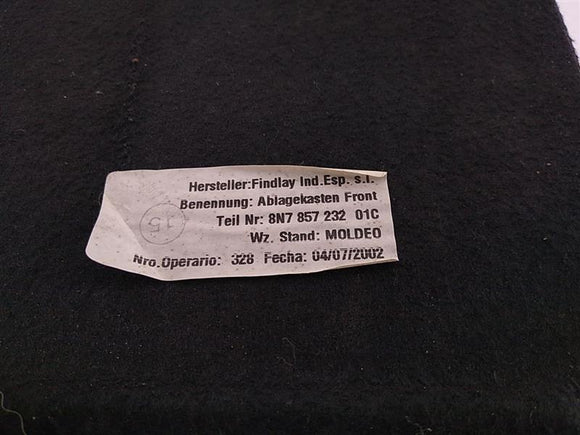 Hersteller:Findlay Ind.Esp. s.l.
Benennung: Ablagekasten Front
Teil Nr: 8N7 857 232 01C
Wz. Stand: MOLDEO
Nro.Operario: 328 Fecha: 04/07/2002
15